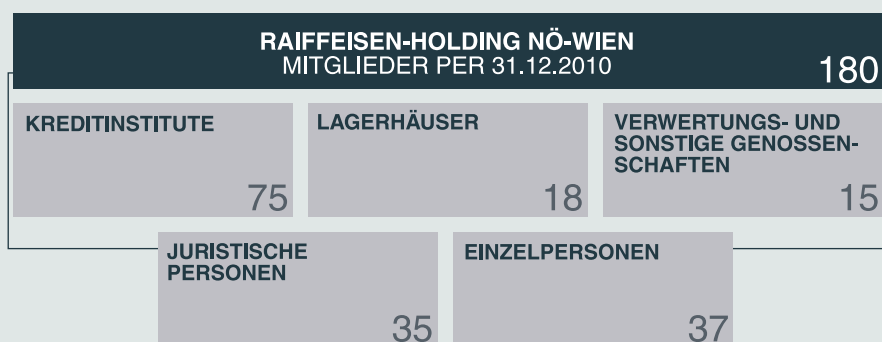 RAIFFEISEN-HOLDING NÖ-WIEN
MITGLIEDER PER 31.12.2010
180
KREDITINSTITUTE
75
LAGERHÄUSER
18
VERWERTUNGS- UND
SONSTIGE GENOSSEN-
SCHAFTEN
15
JURISTISCHE
PERSONEN
35
EINZELPERSONEN
37